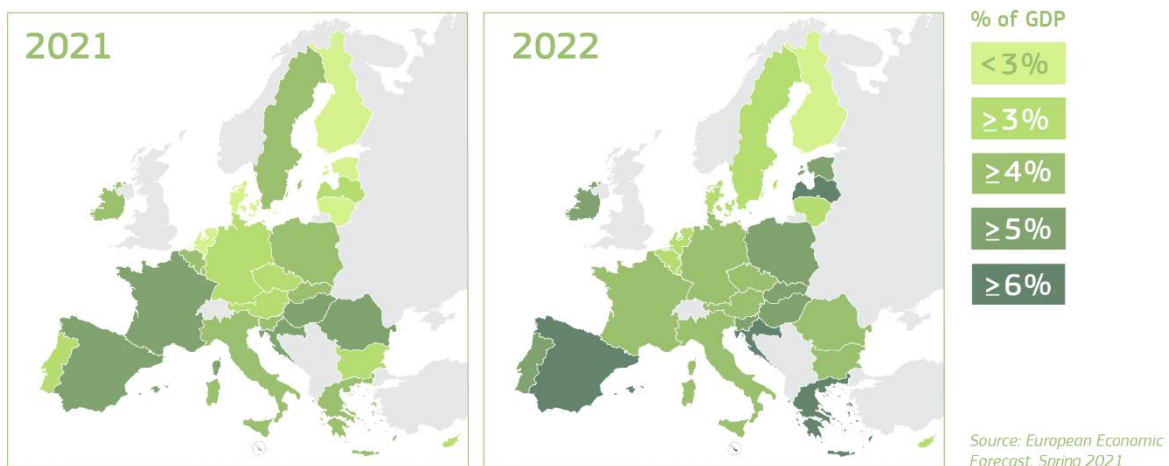 2021
2022
% of GDP
<3%
≥3%
≥4%
≥5%
≥6%
Source: European Economic
Forecast, Spring 2021